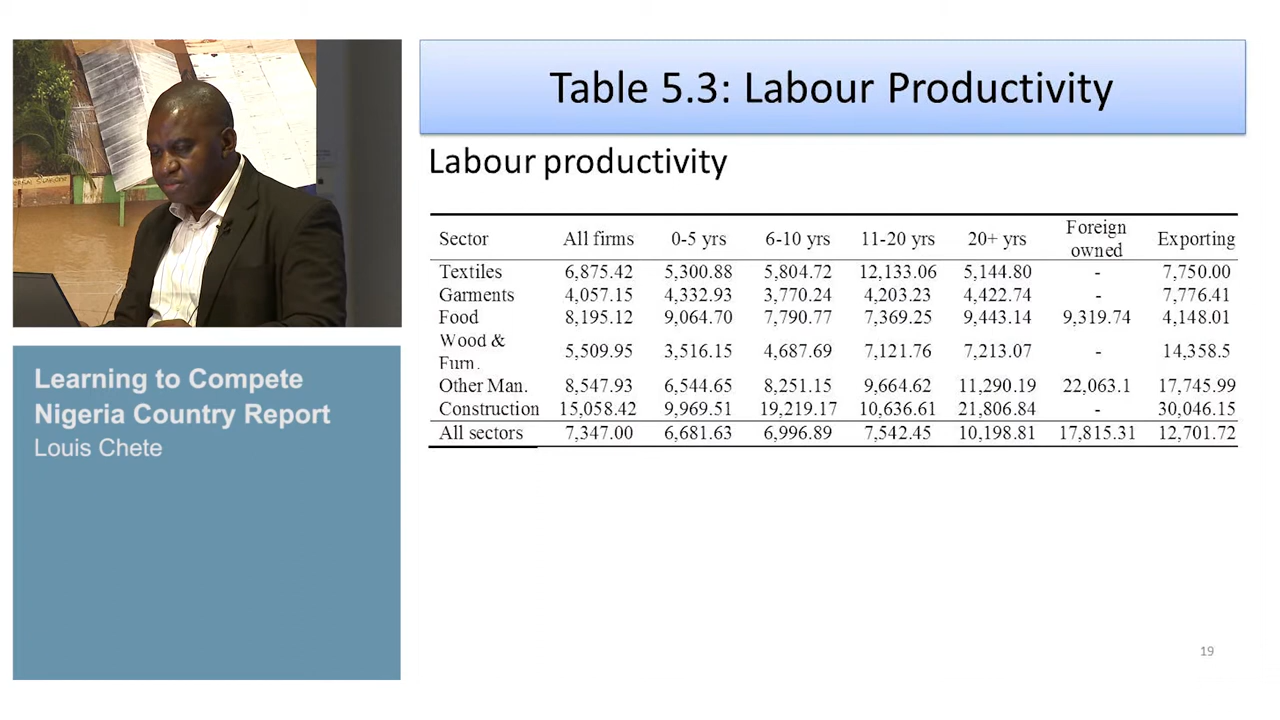 Table 5.3: Labour Productivity
Labour productivity
Sector All firms 0-5 yrs 6-10 yrs 11-20 yrs 20+ yrs Foreign owned Exporting
Textiles 6,875.42 5,300.88 5,804.72 12,133.06 5,144.80 - 7,750.00
Garments 4,057.15 4,332.93 3,770.24 4,203.23 4,422.74 - 7,776.41
Food 8,195.12 9,064.70 7,790.77 7,369.25 9,443.14 9,319.74 4,148.01
Wood & Furn. 5,509.95 3,516.15 4,687.69 7,121.76 7,213.07 - 14,358.5
Other Man. 8,547.93 6,544.65 8,251.15 9,664.62 11,290.19 22,063.1 17,745.99
Construction 15,058.42 9,969.51 19,219.17 10,636.61 21,806.84 - 30,046.15
All sectors 7,347.00 6,681.63 6,996.89 7,542.45 10,198.81 17,815.31 12,701.72
Learning to Compete
Nigeria Country Report
Louis Chete
19